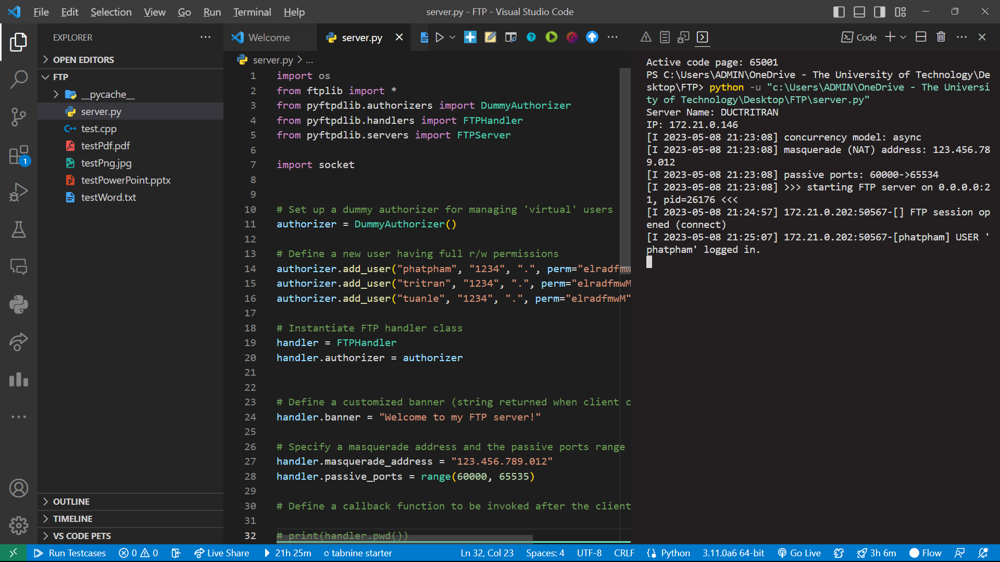 File Edit Selection View Go Run Terminal Help
server.py - FTP - Visual Studio Code
EXPLORER
OPEN EDITORS
FTP
__pycache__
server.py
test.cpp
testPdf.pdf
testPng.jpg
testPowerPoint.pptx
testWord.txt
OUTLINE
TIMELINE
VS CODE PETS
1
Welcome
server.py
server.py > ...
1 import os
2 from ftplib import *
3 from pyftpdlib.authorizers import DummyAuthorizer
4 from pyftpdlib.handlers import FTPHandler
5 from pyftpdlib.servers import FTPServer
6
7 import socket
8
9
10 # Set up a dummy authorizer for managing 'virtual' users
11 authorizer = DummyAuthorizer()
12
13 # Define a new user having full r/w permissions
14 authorizer.add_user("phatpham", "1234", ".", perm="elradfmw
15 authorizer.add_user("tritran", "1234", ".", perm="elradfmwM
16 authorizer.add_user("tuanle", "1234", ".", perm="elradfmwM"
17
18 # Instantiate FTP handler class
19 handler = FTPHandler
20 handler.authorizer = authorizer
21
22
23 # Define a customized banner (string returned when client c
24 handler.banner = "Welcome to my FTP server!"
25
26 # Specify a masquerade address and the passive ports range
27 handler.masquerade_address = "123.456.789.012"
28 handler.passive_ports = range(60000, 65535)
29
30 # Define a callback function to be invoked after the client
31
32 # print(handler.pwd())
Code
Active code page: 65001
PS C:\Users\ADMIN\OneDrive - The University of Technology\De
sktop\FTP> python -u "c:\Users\ADMIN\OneDrive - The Universi
ty of Technology\Desktop\FTP\server.py"
Server Name: DUCTRITRAN
IP: 172.21.0.146
[I 2023-05-08 21:23:08] concurrency model: async
[I 2023-05-08 21:23:08] masquerade (NAT) address: 123.456.78
9.012
[I 2023-05-08 21:23:08] passive ports: 60000->65534
[I 2023-05-08 21:23:08] >>> starting FTP server on 0.0.0.0:2
1, pid=26176 <<<
[I 2023-05-08 21:24:57] 172.21.0.202:50567-[] FTP session op
ened (connect)
[I 2023-05-08 21:25:07] 172.21.0.202:50567-[phatpham] USER '
phatpham' logged in.
Run Testcases 0 0 Live Share 21h 25m tabnine starter Ln 32, Col 23 Spaces: 4 UTF-8 CRLF Python 3.11.0a6 64-bit Go Live 3h 6m Flow